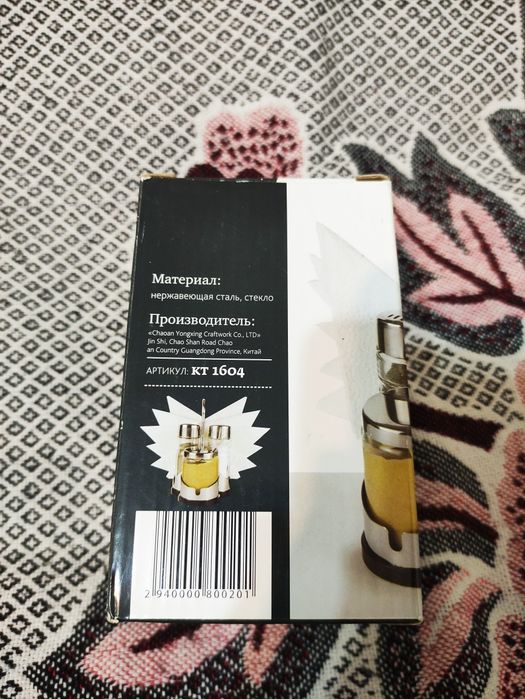 Материал:
нержавеющая сталь, стекло
Производитель:
«Chaoan Yongxing Craftwork Co., LTD»
Jin Shi, Chao Shan Road Chao
an Country Guangdong Province, Китай
АРТИКУЛ: КТ 1604
2 940000 800201